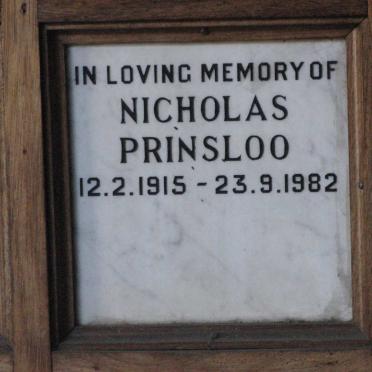 IN LOVING MEMORY OF
NICHOLAS
PRINSLOO
12.2.1915 - 23.9.1982